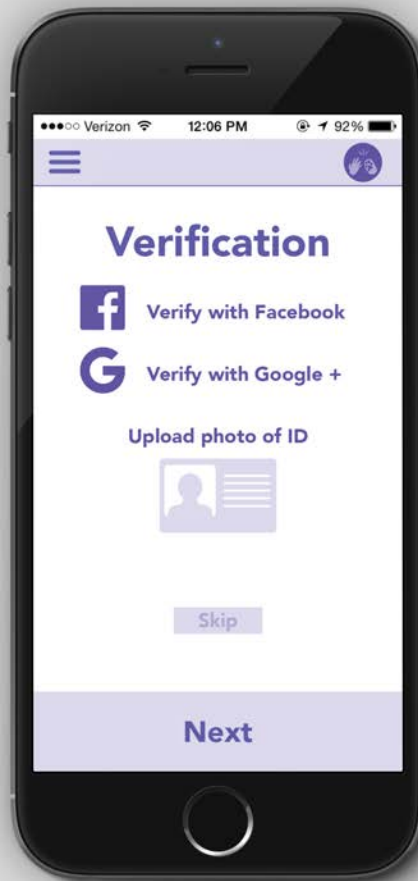 Verizon 12:06 PM 92%
Verification
Verify with Facebook
Verify with Google +
Upload photo of ID
Skip
Next